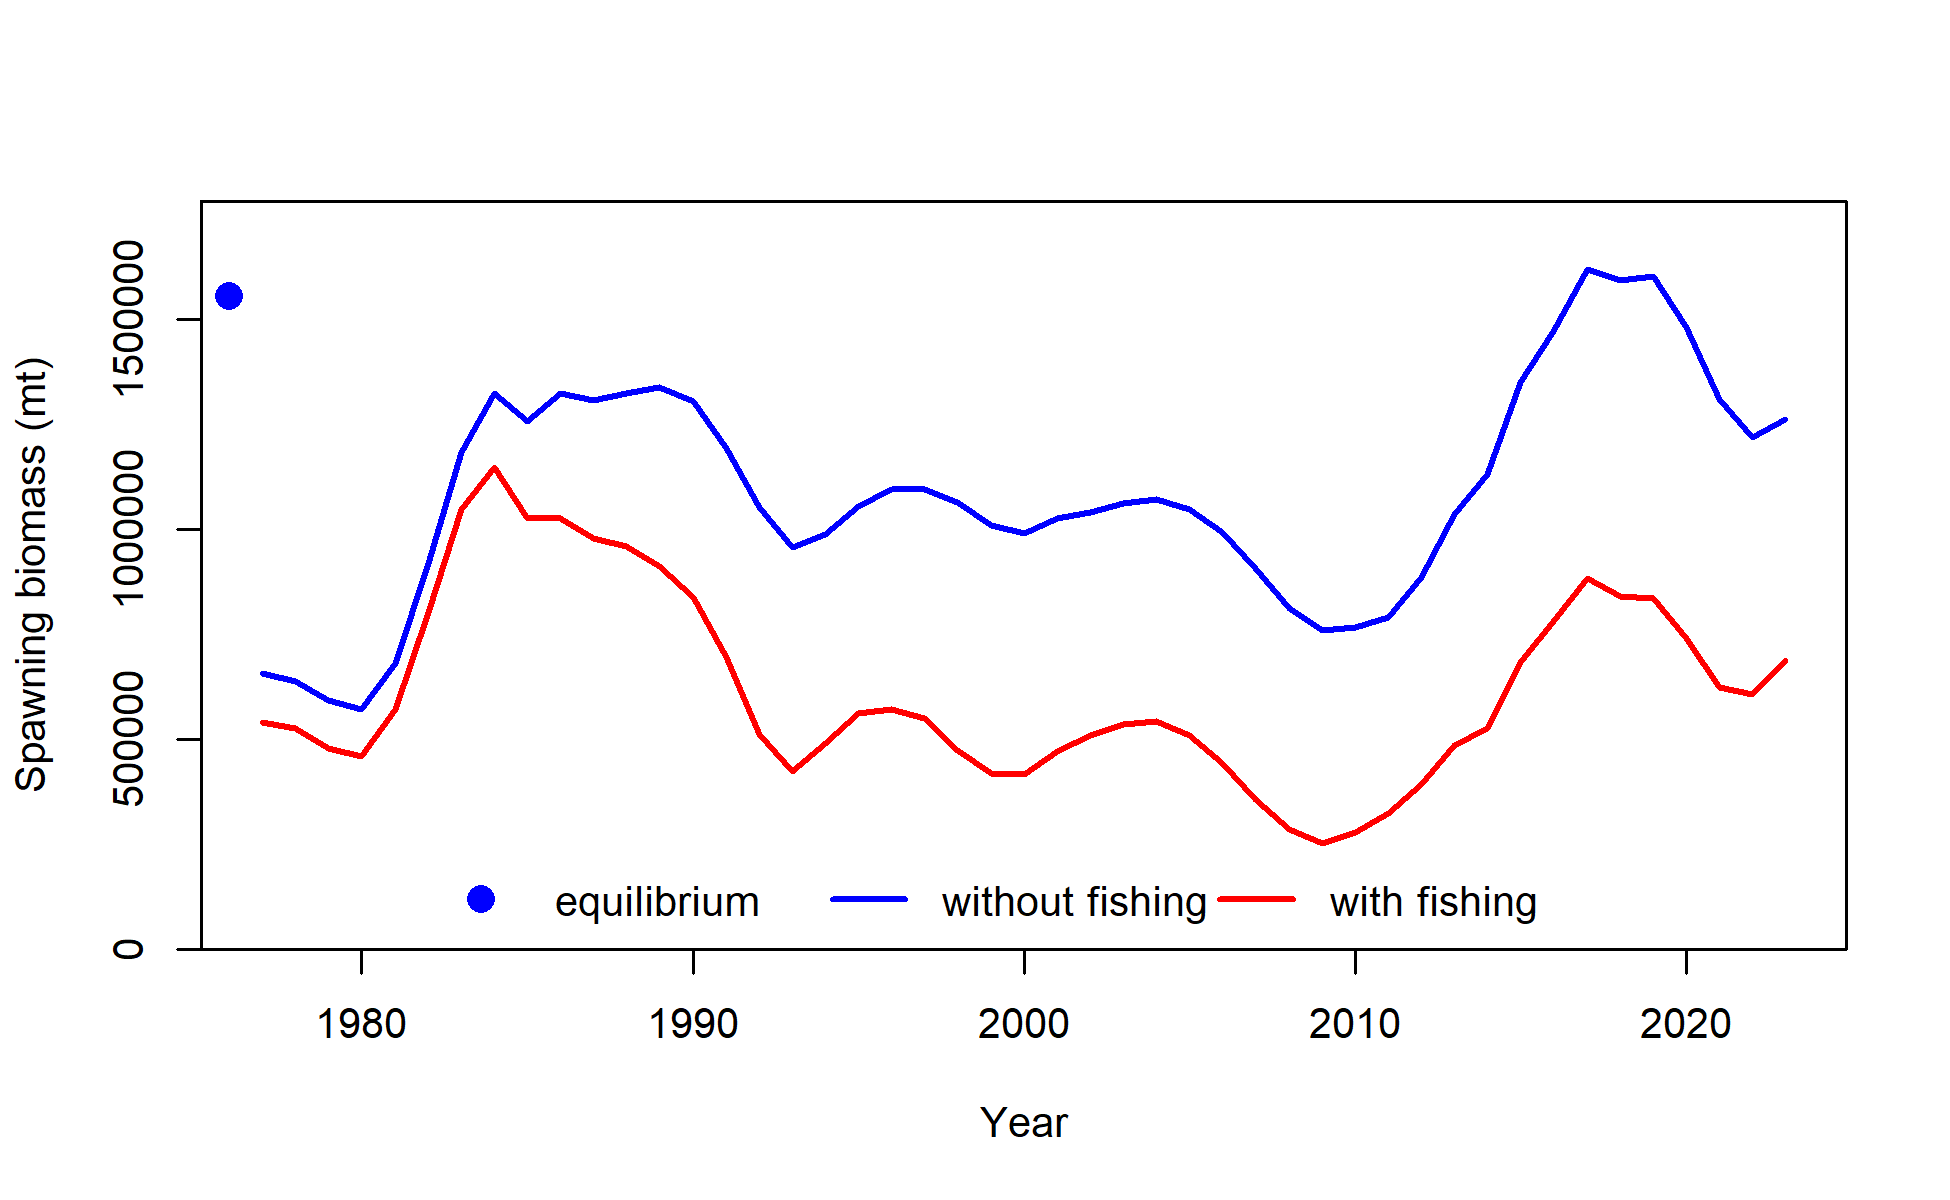 Spawning biomass (mt)
1500000
1000000
500000
0
equilibrium without fishing with fishing
1980 1990 2000 2010 2020
Year